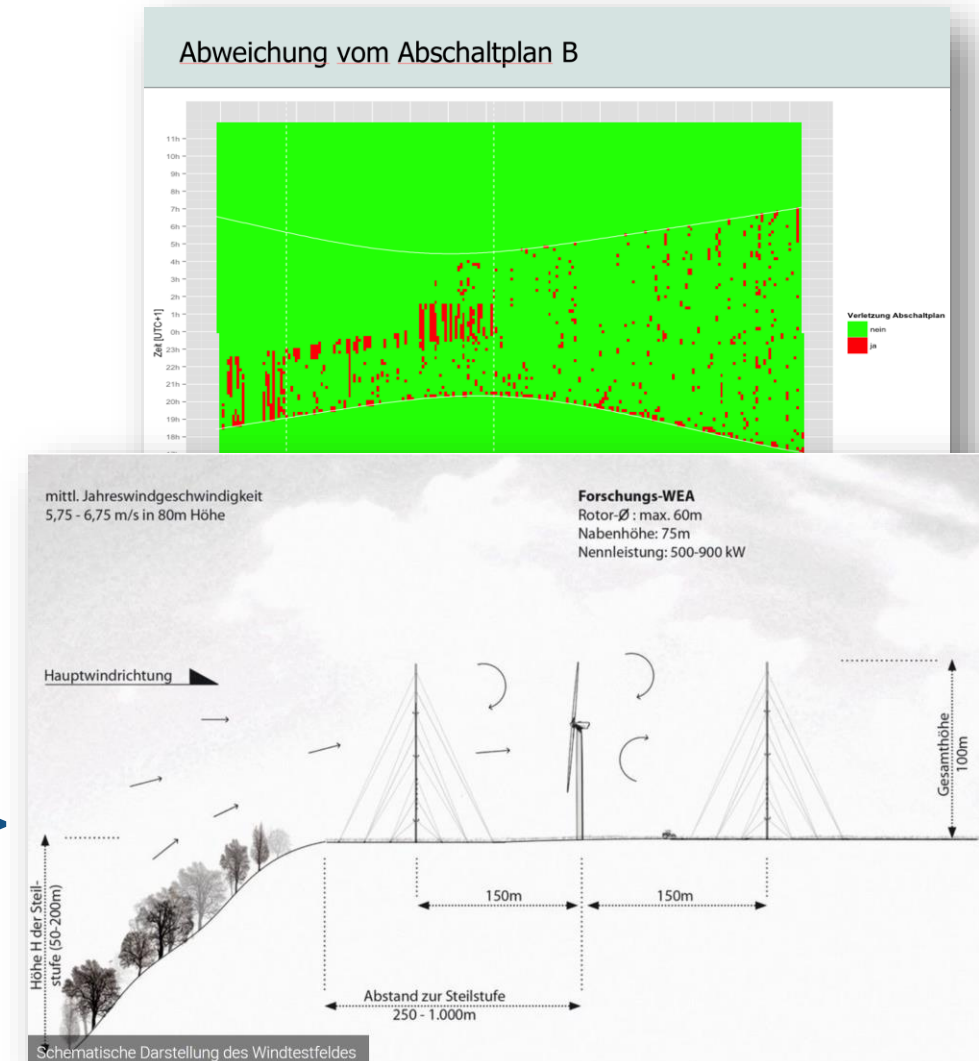 Abweichung vom Abschaltplan B
11h
10h
9h
8h
7h
6h
5h
4h
3h
2h
1h
0h
23h
22h
21h
20h
19h
18h
Zeit [UTC+1]
Verletzung Abschaltplan
nein
ja
mittl. Jahreswindgeschwindigkeit
5,75 - 6,75 m/s in 80m Höhe
Forschungs-WEA
Rotor-Ø : max. 60m
Nabenhöhe: 75m
Nennleistung: 500-900 kW
Hauptwindrichtung
Gesamthöhe
100m
Höhe H der Steil-
stufe (50-200m)
150m
150m
Abstand zur Steilstufe
250 - 1.000m
Schematische Darstellung des Windtestfeldes